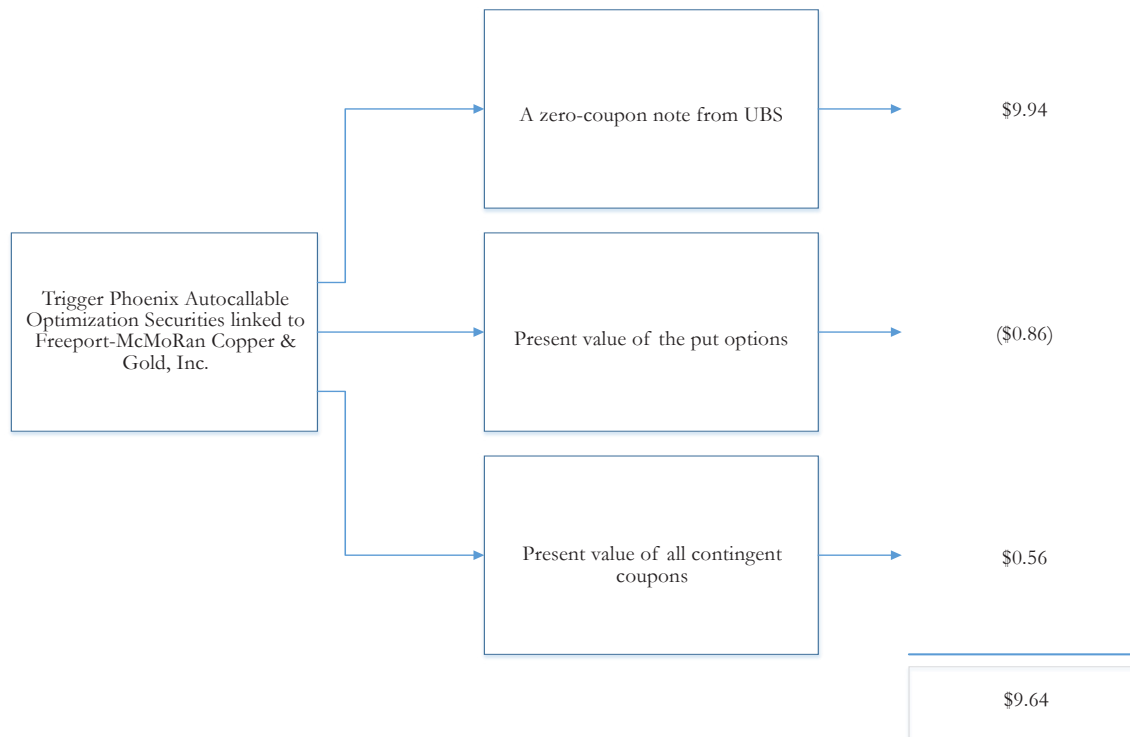 A zero-coupon note from UBS
$9.94
Trigger Phoenix Autocallable
Optimization Securities linked to
Freeport-McMoRan Copper &
Gold, Inc.
Present value of the put options
($0.86)
Present value of all contingent
coupons
$0.56
$9.64